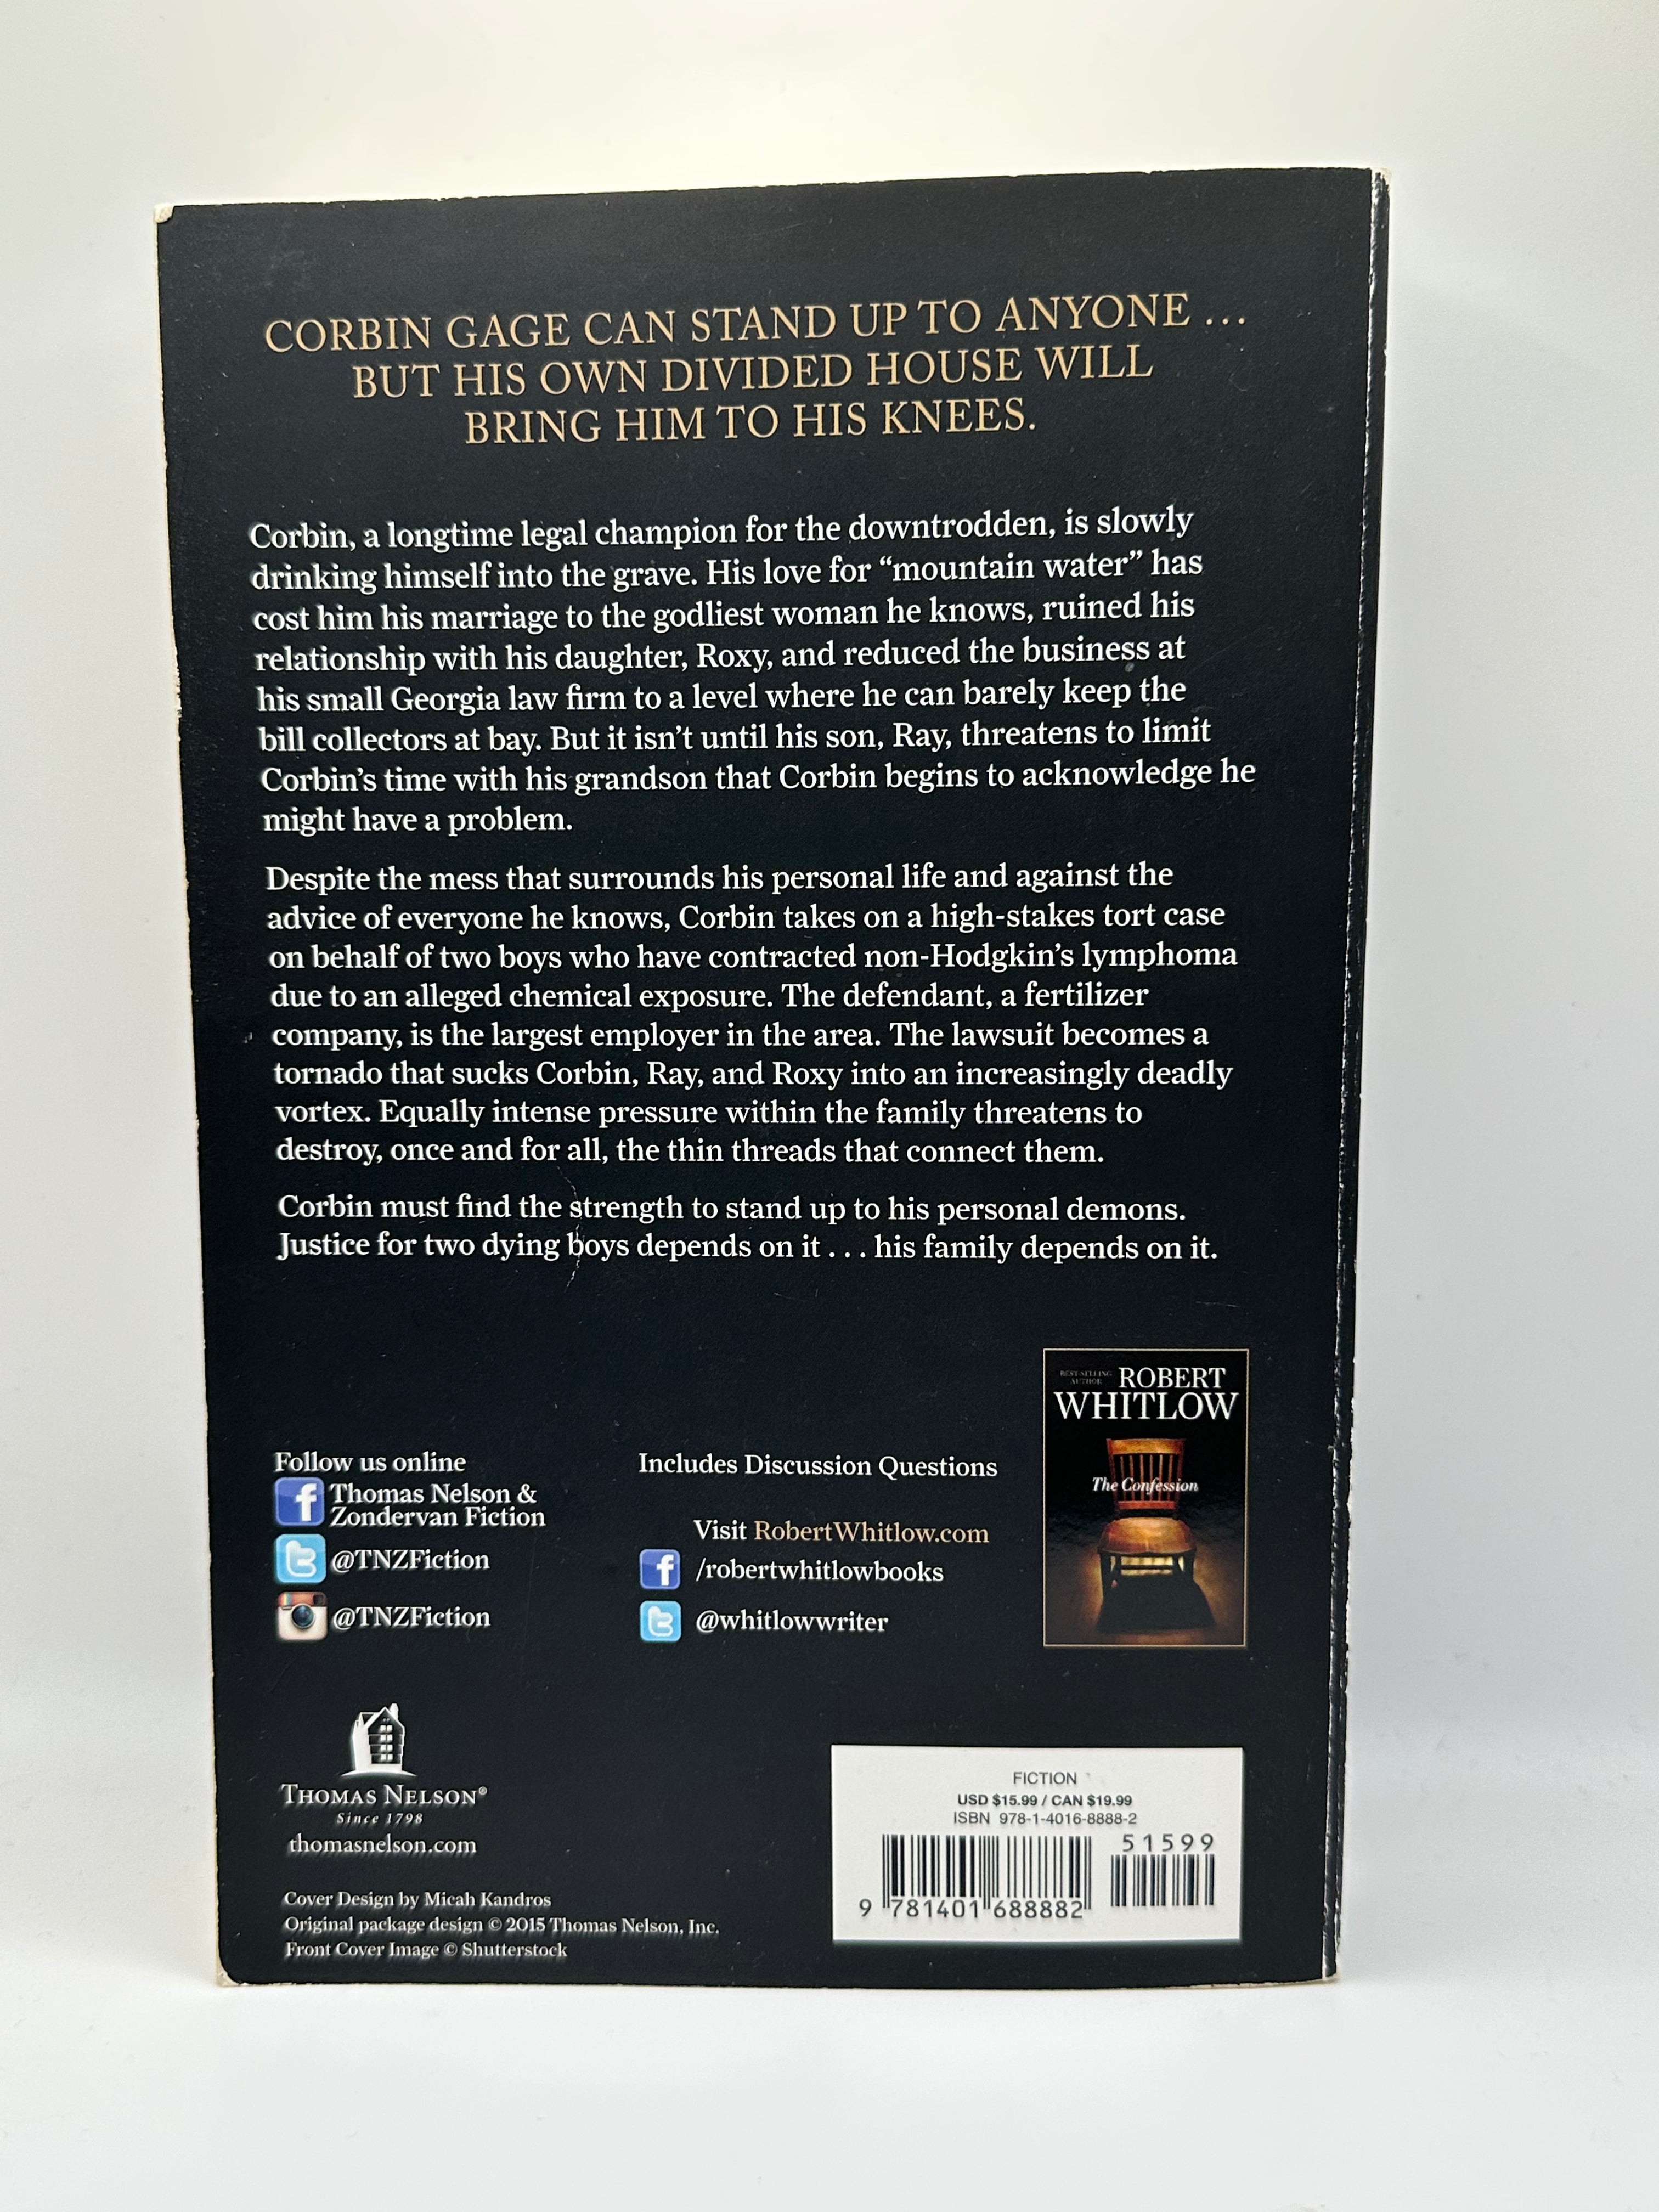 CORBIN GAGE CAN STAND UP TO ANYONE ...
BUT HIS OWN DIVIDED HOUSE WILL
BRING HIM TO HIS KNEES.
Corbin, a longtime legal champion for the downtrodden, is slowly
drinking himself into the grave. His love for “mountain water” has
cost him his marriage to the godliest woman he knows, ruined his
relationship with his daughter, Roxy, and reduced the business at
his small Georgia law firm to a level where he can barely keep the
bill collectors at bay. But it isn’t until his son, Ray, threatens to limit
Corbin’s time with his grandson that Corbin begins to acknowledge he
might have a problem.
Despite the mess that surrounds his personal life and against the
advice of everyone he knows, Corbin takes on a high-stakes tort case
on behalf of two boys who have contracted non-Hodgkin’s lymphoma
due to an alleged chemical exposure. The defendant, a fertilizer
company, is the largest employer in the area. The lawsuit becomes a
tornado that sucks Corbin, Ray, and Roxy into an increasingly deadly
vortex. Equally intense pressure within the family threatens to
destroy, once and for all, the thin threads that connect them.
Corbin must find the strength to stand up to his personal demons.
Justice for two dying boys depends on it . . . his family depends on it.
Follow us online
Thomas Nelson &
Zondervan Fiction
@TNZFiction
@TNZFiction
Includes Discussion Questions
Visit RobertWhitlow.com
/robertwhitlowbooks
@whitlowwriter
BEST-SELLING
AUTHOR
ROBERT
WHITLOW
The Confession
THOMAS NELSON®
Since 1798
thomasnelson.com
Cover Design by Micah Kandros
Original package design © 2015 Thomas Nelson, Inc.
Front Cover Image © Shutterstock
FICTION
USD $15.99 / CAN $19.99
ISBN 978-1-4016-8888-2
51599
9 781401 688882